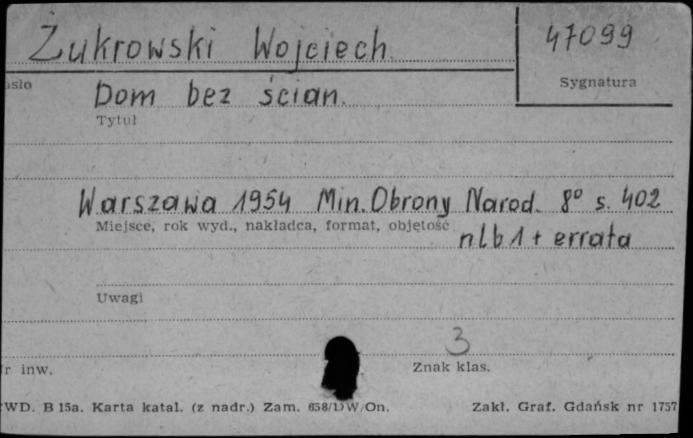 Żukrowski Wojciech
47099
Sygnatura
Dom bez ścian.
Tytuł
Warszawa 1954 Min. Obrony Narod. 8° s. 402
Miejsce, rok wyd., nakładca, format, objętość
nlb 1 + errata
Uwagi
3
inw.
Znak klas.
WD. B 15a. Karta katal. (z nadr.) Zam. 658/DW/On.
Zakł. Graf. Gdańsk nr 1757